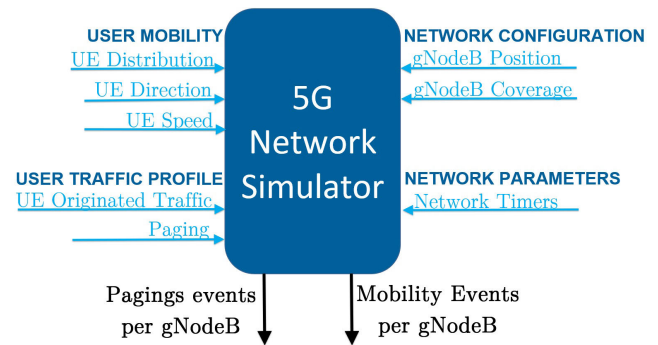 USER MOBILITY
UE Distribution
UE Direction
UE Speed
USER TRAFFIC PROFILE
UE Originated Traffic
Paging
5G
Network
Simulator
NETWORK CONFIGURATION
gNodeB Position
gNodeB Coverage
NETWORK PARAMETERS
Network Timers
Pagings events
per gNodeB
Mobility Events
per gNodeB